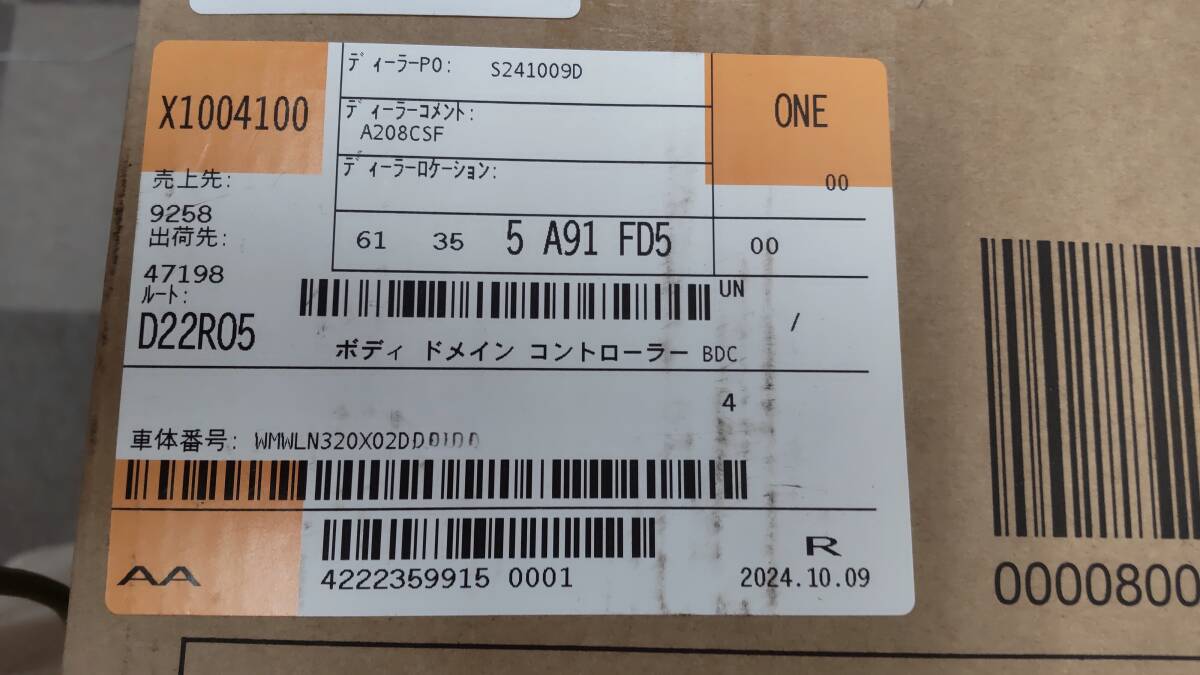 X1004100
ディーラーPO: S241009D
ディーラーコメント:
A208CSF
ディーラーロケーション:
ONE
00
売上先:
9258
出荷先:
47198
ルート:
D22R05
61 35 5 A91 FD5 00
UN
/
ボディ ドメイン コントローラー BDC
4
車体番号:
AA
4222359915 0001
R
2024.10.09
0000800